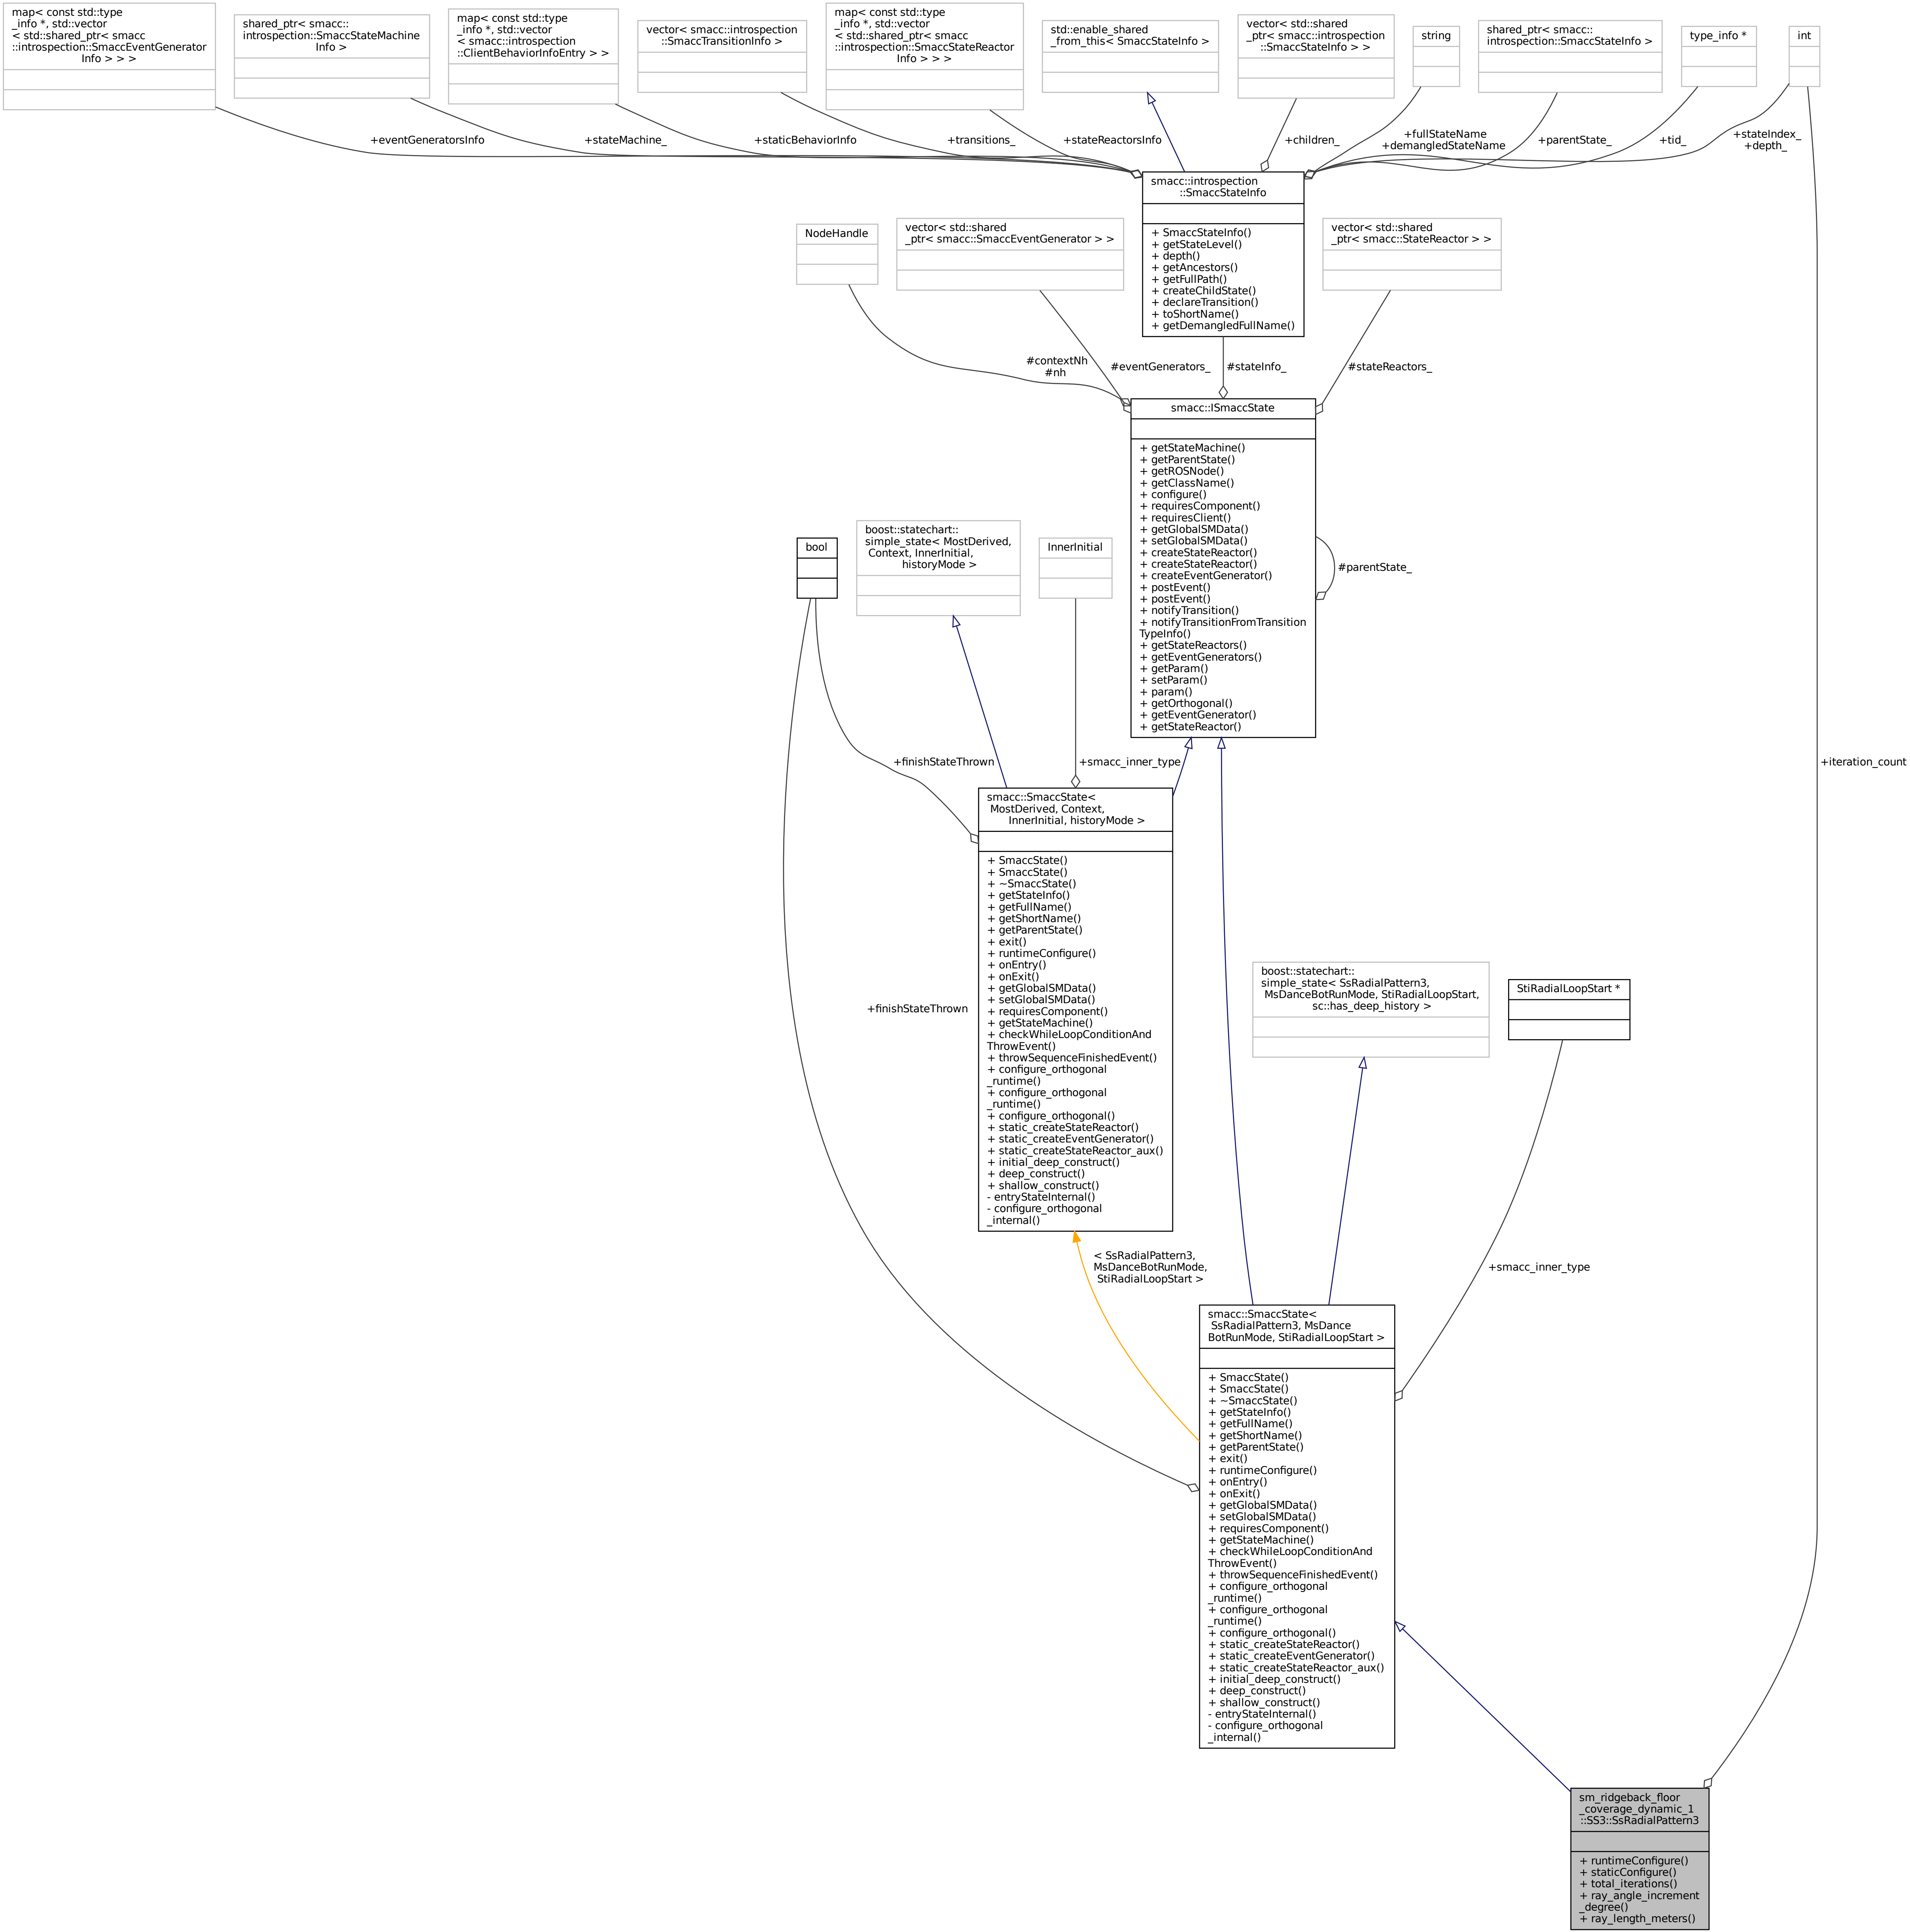 map< const std::type
_info *, std::vector
< std::shared_ptr< smacc
::introspection::SmaccEventGenerator
Info > > >
shared_ptr< smacc::
introspection::SmaccStateMachine
Info >
map< const std::type
_info *, std::vector
< smacc::introspection
::ClientBehaviorInfoEntry > >
vector< smacc::introspection
::SmaccTransitionInfo >
map< const std::type
_info *, std::vector
< std::shared_ptr< smacc
::introspection::SmaccStateReactor
Info > > >
std::enable_shared
_from_this< SmaccStateInfo >
vector< std::shared
_ptr< smacc::introspection
::SmaccStateInfo > >
string
shared_ptr< smacc::
introspection::SmaccStateInfo >
type_info *
int
+eventGeneratorsInfo
+stateMachine_
+staticBehaviorInfo
+transitions_
+stateReactorsInfo
+children_
+fullStateName
+demangledStateName
+parentState_
+tid_
+stateIndex_
+depth_
smacc::introspection
::SmaccStateInfo
+ SmaccStateInfo()
+ getStateLevel()
+ depth()
+ getAncestors()
+ getFullPath()
+ createChildState()
+ declareTransition()
+ toShortName()
+ getDemangledFullName()
NodeHandle
vector< std::shared
_ptr< smacc::SmaccEventGenerator > >
vector< std::shared
_ptr< smacc::StateReactor > >
#contextNh
#nh
#eventGenerators_
#stateInfo_
#stateReactors_
smacc::ISmaccState
+ getStateMachine()
+ getParentState()
+ getROSNode()
+ getClassName()
+ configure()
+ requiresComponent()
+ requiresClient()
+ getGlobalSMData()
+ setGlobalSMData()
+ createStateReactor()
+ createStateReactor()
+ createEventGenerator()
+ postEvent()
+ postEvent()
+ notifyTransition()
+ notifyTransitionFromTransition
TypeInfo()
+ getStateReactors()
+ getEventGenerators()
+ getParam()
+ setParam()
+ param()
+ getOrthogonal()
+ getEventGenerator()
+ getStateReactor()
#parentState_
bool
boost::statechart::
simple_state< MostDerived,
Context, InnerInitial,
historyMode >
InnerInitial
+finishStateThrown
+smacc_inner_type
+iteration_count
smacc::SmaccState<
MostDerived, Context,
InnerInitial, historyMode >
+ SmaccState()
+ SmaccState()
+ ~SmaccState()
+ getStateInfo()
+ getFullName()
+ getShortName()
+ getParentState()
+ exit()
+ runtimeConfigure()
+ onEntry()
+ onExit()
+ getGlobalSMData()
+ setGlobalSMData()
+ requiresComponent()
+ getStateMachine()
+ checkWhileLoopConditionAnd
ThrowEvent()
+ throwSequenceFinishedEvent()
+ configure_orthogonal
_runtime()
+ configure_orthogonal
_runtime()
+ configure_orthogonal()
+ static_createStateReactor()
+ static_createEventGenerator()
+ static_createStateReactor_aux()
+ initial_deep_construct()
+ deep_construct()
+ shallow_construct()
- entryStateInternal()
- configure_orthogonal
_internal()
+finishStateThrown
boost::statechart::
simple_state< SsRadialPattern3,
MsDanceBotRunMode, StiRadialLoopStart,
sc::has_deep_history >
StiRadialLoopStart *
< SsRadialPattern3,
MsDanceBotRunMode,
StiRadialLoopStart >
+smacc_inner_type
smacc::SmaccState<
SsRadialPattern3, MsDance
BotRunMode, StiRadialLoopStart >
+ SmaccState()
+ SmaccState()
+ ~SmaccState()
+ getStateInfo()
+ getFullName()
+ getShortName()
+ getParentState()
+ exit()
+ runtimeConfigure()
+ onEntry()
+ onExit()
+ getGlobalSMData()
+ setGlobalSMData()
+ requiresComponent()
+ getStateMachine()
+ checkWhileLoopConditionAnd
ThrowEvent()
+ throwSequenceFinishedEvent()
+ configure_orthogonal
_runtime()
+ configure_orthogonal
_runtime()
+ configure_orthogonal()
+ static_createStateReactor()
+ static_createEventGenerator()
+ static_createStateReactor_aux()
+ initial_deep_construct()
+ deep_construct()
+ shallow_construct()
- entryStateInternal()
- configure_orthogonal
_internal()
sm_ridgeback_floor
_coverage_dynamic_1
::SS3::SsRadialPattern3
+ runtimeConfigure()
+ staticConfigure()
+ total_iterations()
+ ray_angle_increment
_degree()
+ ray_length_meters()